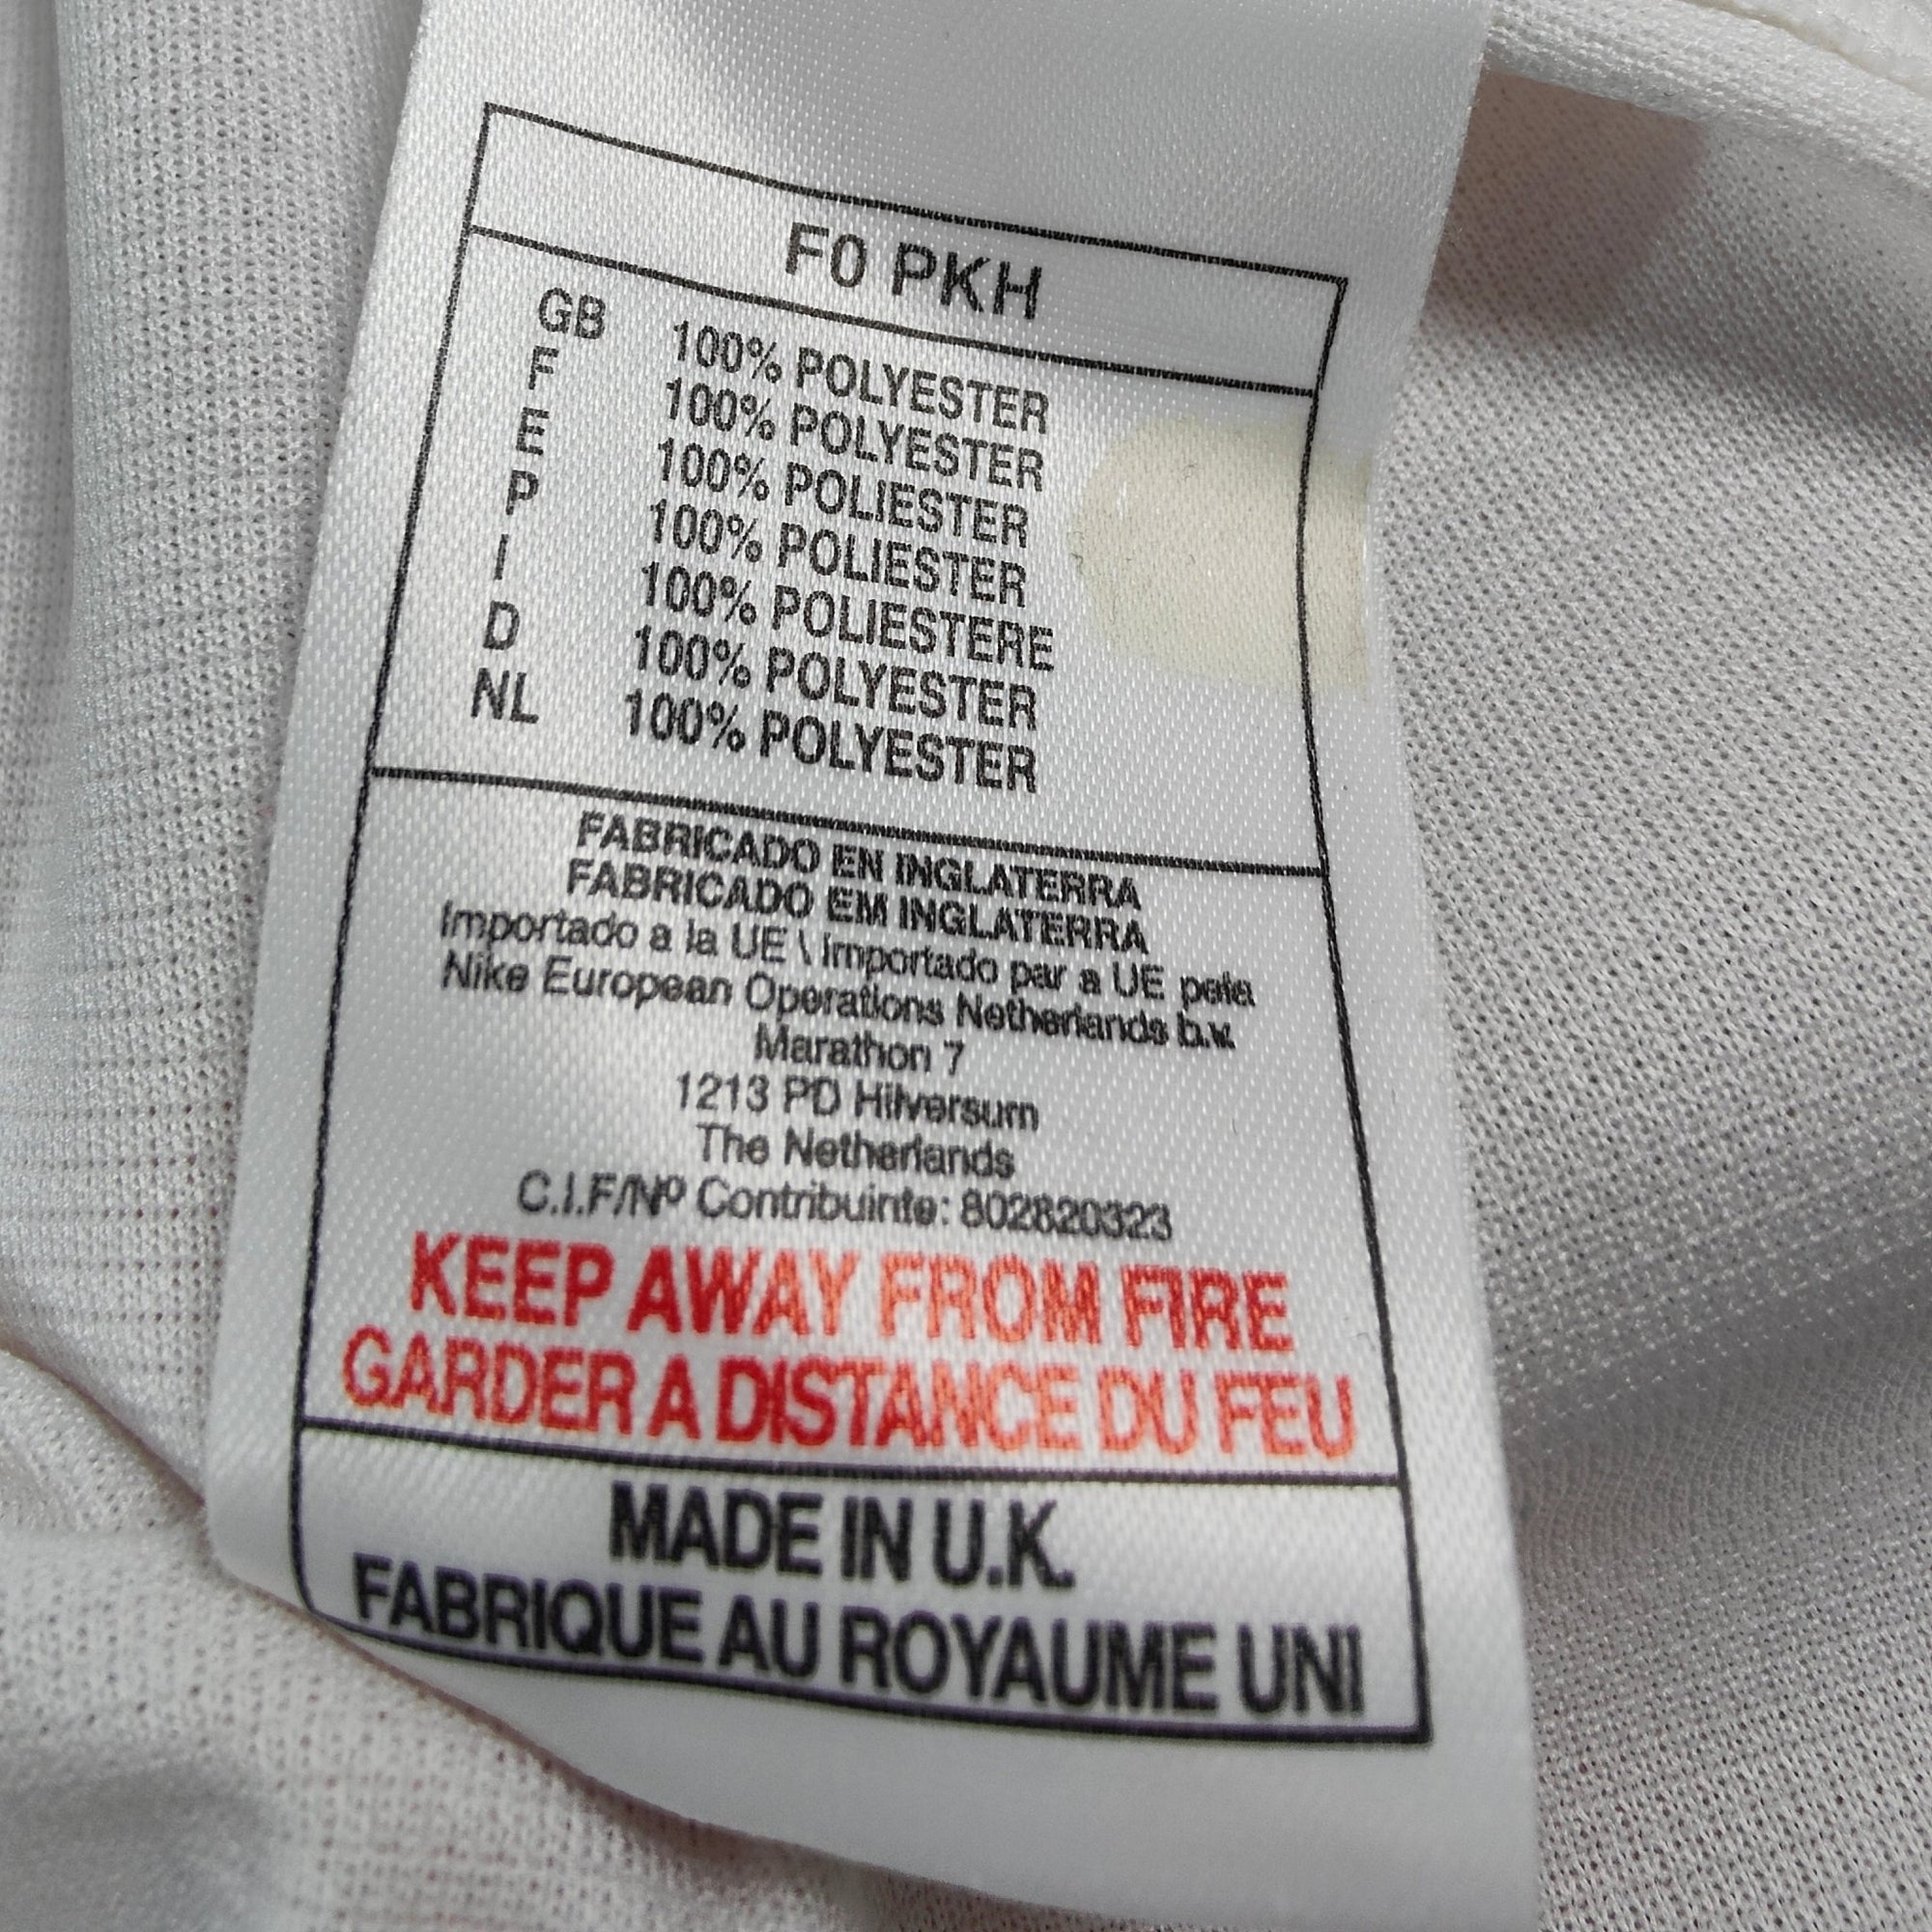 F0 PKH
GB 100% POLYESTER
F 100% POLYESTER
E 100% POLIESTER
P 100% POLIESTER
I 100% POLIESTERE
D 100% POLYESTER
NL 100% POLYESTER
FABRICADO EN INGLATERRA
FABRICADO EM INGLATERRA
Importado a la UE \ Importado par a UE pela
Nike European Operations Netherlands b.v.
Marathon 7
1213 PD Hilversum
The Netherlands
C.I.F/Nº Contribuinte: 802820323
KEEP AWAY FROM FIRE
GARDER A DISTANCE DU FEU
MADE IN U.K.
FABRIQUE AU ROYAUME UNI